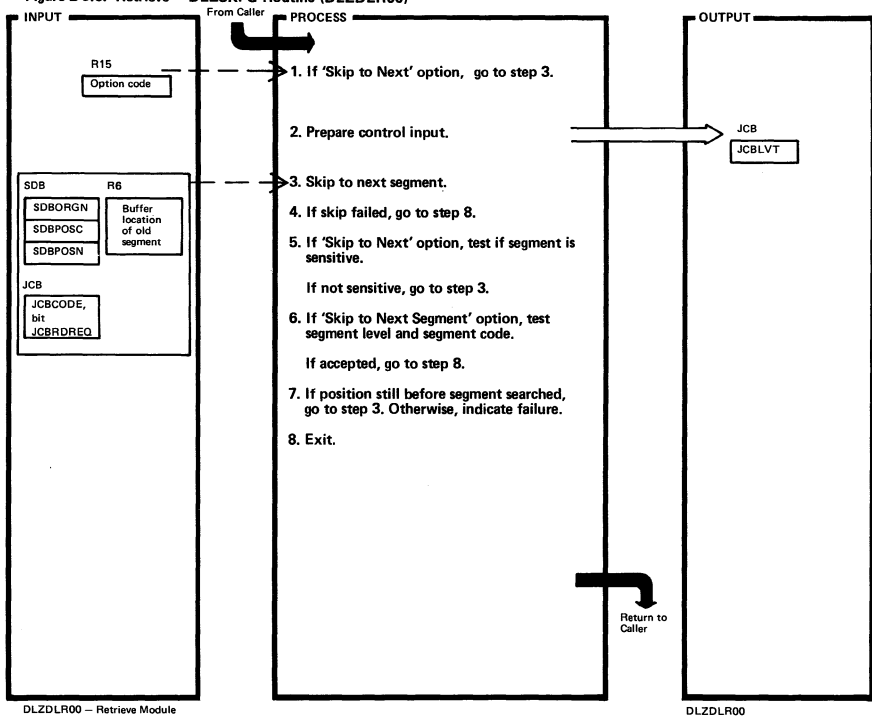 From Caller
INPUT
R15
Option code
SDB
R6
SDBORGN
SDBPOSC
SDBPOSN
Buffer
location
of old
segment
JCB
JCBCODE,
bit
JCBRDREQ
PROCESS
1. If 'Skip to Next' option, go to step 3.
2. Prepare control input.
3. Skip to next segment.
4. If skip failed, go to step 8.
5. If 'Skip to Next' option, test if segment is
sensitive.
If not sensitive, go to step 3.
6. If 'Skip to Next Segment' option, test
segment level and segment code.
If accepted, go to step 8.
7. If position still before segment searched,
go to step 3. Otherwise, indicate failure.
8. Exit.
Return to
Caller
OUTPUT
JCB
JCBLVT
DLZDLR00 — Retrieve Module
DLZDLR00